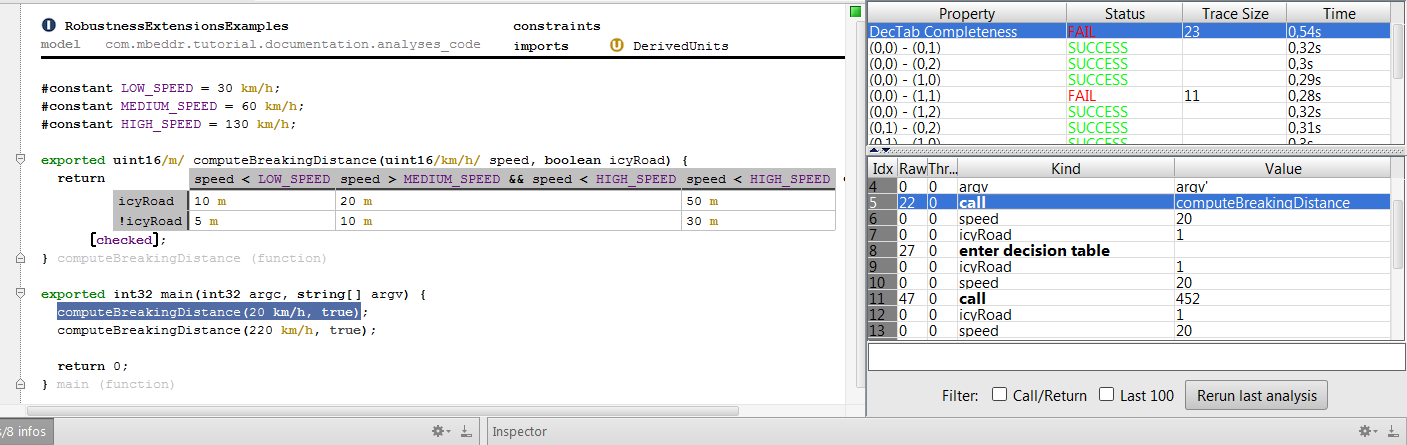 RobustnessExtensionsExamples constraints
model com.mbeddr.tutorial.documentation.analyses_code imports DerivedUnits
#constant LOW_SPEED = 30 km/h;
#constant MEDIUM_SPEED = 60 km/h;
#constant HIGH_SPEED = 130 km/h;
exported uint16/m/ computeBreakingDistance(uint16/km/h/ speed, boolean icyRoad) {
return speed < LOW_SPEED speed > MEDIUM_SPEED && speed < HIGH_SPEED speed < HIGH_SPEED
icyRoad 10 m 20 m 50 m
!icyRoad 5 m 10 m 30 m
[checked];
} computeBreakingDistance (function)
exported int32 main(int32 argc, string[] argv) {
computeBreakingDistance(20 km/h, true);
computeBreakingDistance(220 km/h, true);
return 0;
} main (function)
Property Status Trace Size Time
DecTab Completeness FAIL 23 0,54s
(0,0) - (0,1) SUCCESS 0,32s
(0,0) - (0,2) SUCCESS 0,3s
(0,0) - (1,0) SUCCESS 0,29s
(0,0) - (1,1) FAIL 11 0,28s
(0,0) - (1,2) SUCCESS 0,32s
(0,1) - (0,2) SUCCESS 0,31s
(0,1) - (1,0) SUCCESS 0,3s
Idx Raw Thr... Kind Value
4 0 0 argv argv'
5 22 0 call computeBreakingDistance
6 0 0 speed 20
7 0 0 icyRoad 1
8 27 0 enter decision table
9 0 0 icyRoad 1
10 0 0 speed 20
11 47 0 call 452
12 0 0 icyRoad 1
13 0 0 speed 20
Filter: Call/Return Last 100 Rerun last analysis
s/8 infos Inspector